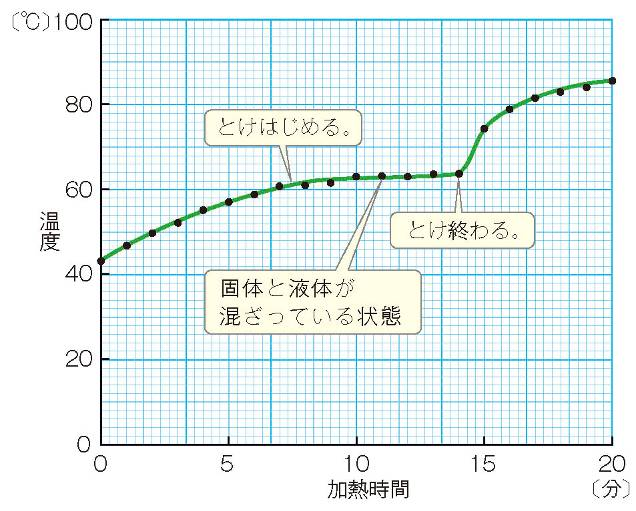 〔℃〕100
80
60
40
20
0
温度
とけはじめる。
とけ終わる。
固体と液体が
混ざっている状態
0 5 10 15 20
加熱時間 〔分〕